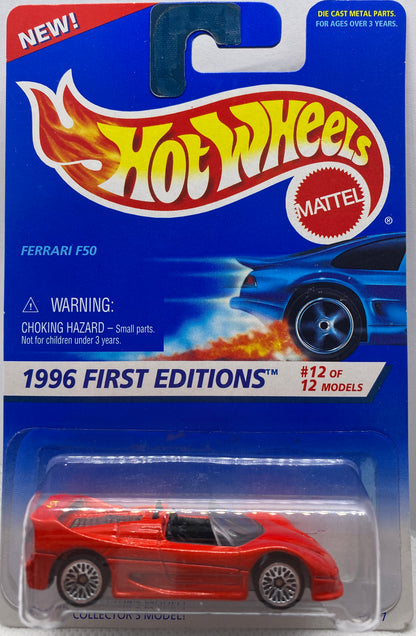 NEW!
DIE CAST METAL PARTS.
FOR AGES OVER 3 YEARS.
HOT WHEELS
MATTEL
®
FERRARI F50
⚠ WARNING:
CHOKING HAZARD – Small parts.
Not for children under 3 years.
1996 FIRST EDITIONS™
#12 OF
12 MODELS
COLLECTOR'S MODEL!